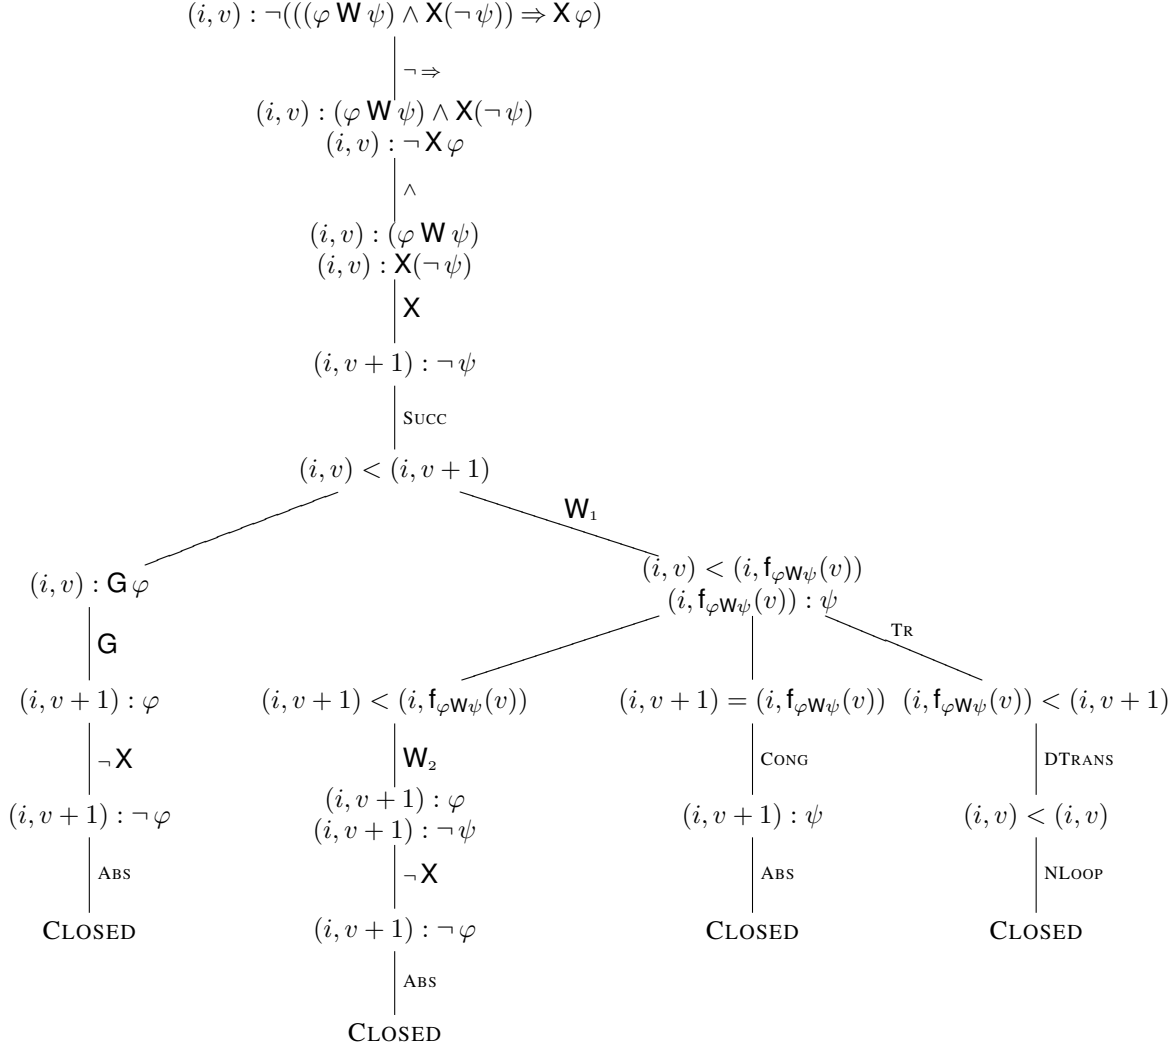 (i, v) : ¬(((φ W ψ) ∧ X(¬ ψ)) ⇒ X φ)
¬ ⇒
(i, v) : (φ W ψ) ∧ X(¬ ψ)
(i, v) : ¬ X φ
∧
(i, v) : (φ W ψ)
(i, v) : X(¬ ψ)
X
(i, v + 1) : ¬ ψ
SUCC
(i, v) < (i, v + 1)
W₁
(i, v) : G φ
(i, v) < (i, f_{φWψ}(v))
(i, f_{φWψ}(v)) : ψ
G
TR
(i, v + 1) : φ
(i, v + 1) < (i, f_{φWψ}(v))
(i, v + 1) = (i, f_{φWψ}(v))
(i, f_{φWψ}(v)) < (i, v + 1)
¬ X
W₂
CONG
DTRANS
(i, v + 1) : ¬ φ
(i, v + 1) : φ
(i, v + 1) : ¬ ψ
(i, v + 1) : ψ
(i, v) < (i, v)
ABS
¬ X
ABS
NLOOP
CLOSED
(i, v + 1) : ¬ φ
CLOSED
CLOSED
ABS
CLOSED